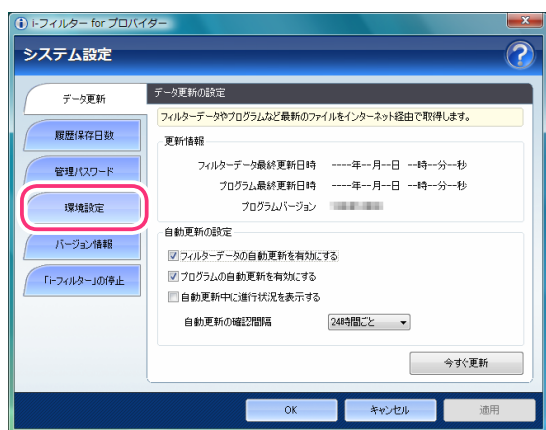 i-フィルター for プロバイダー
システム設定
データ更新
履歴保存日数
管理パスワード
環境設定
バージョン情報
「i-フィルター」の停止
データ更新の設定
フィルターデータやプログラムなど最新のファイルをインターネット経由で取得します。
更新情報
フィルターデータ最終更新日時 ----年--月--日 --時--分--秒
プログラム最終更新日時 ----年--月--日 --時--分--秒
プログラムバージョン
自動更新の設定
フィルターデータの自動更新を有効にする
プログラムの自動更新を有効にする
自動更新中に進行状況を表示する
自動更新の確認間隔 24時間ごと
今すぐ更新
OK キャンセル 適用